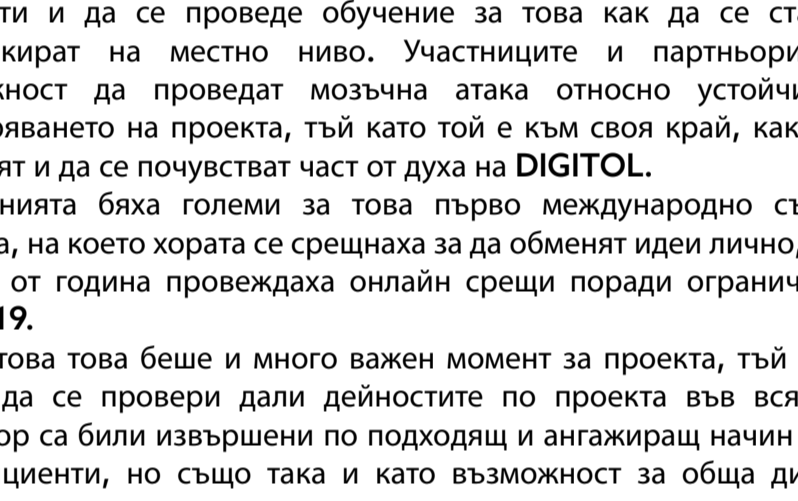 ти и да се проведе обучение за това как да се ст
кират на местно ниво. Участниците и партньори
жност да проведат мозъчна атака относно устойчи
ряването на проекта, тъй като той е към своя край, как
ят и да се почувстват част от духа на DIGITOL.
нията бяха големи за това първо международно съ
а, на което хората се срещнаха за да обменят идеи лично,
от година провеждаха онлайн срещи поради огранич
19.
това това беше и много важен момент за проекта, тъй
да се провери дали дейностите по проекта във вся
ор са били извършени по подходящ и ангажиращ начин
циенти, но също така и като възможност за обща ди